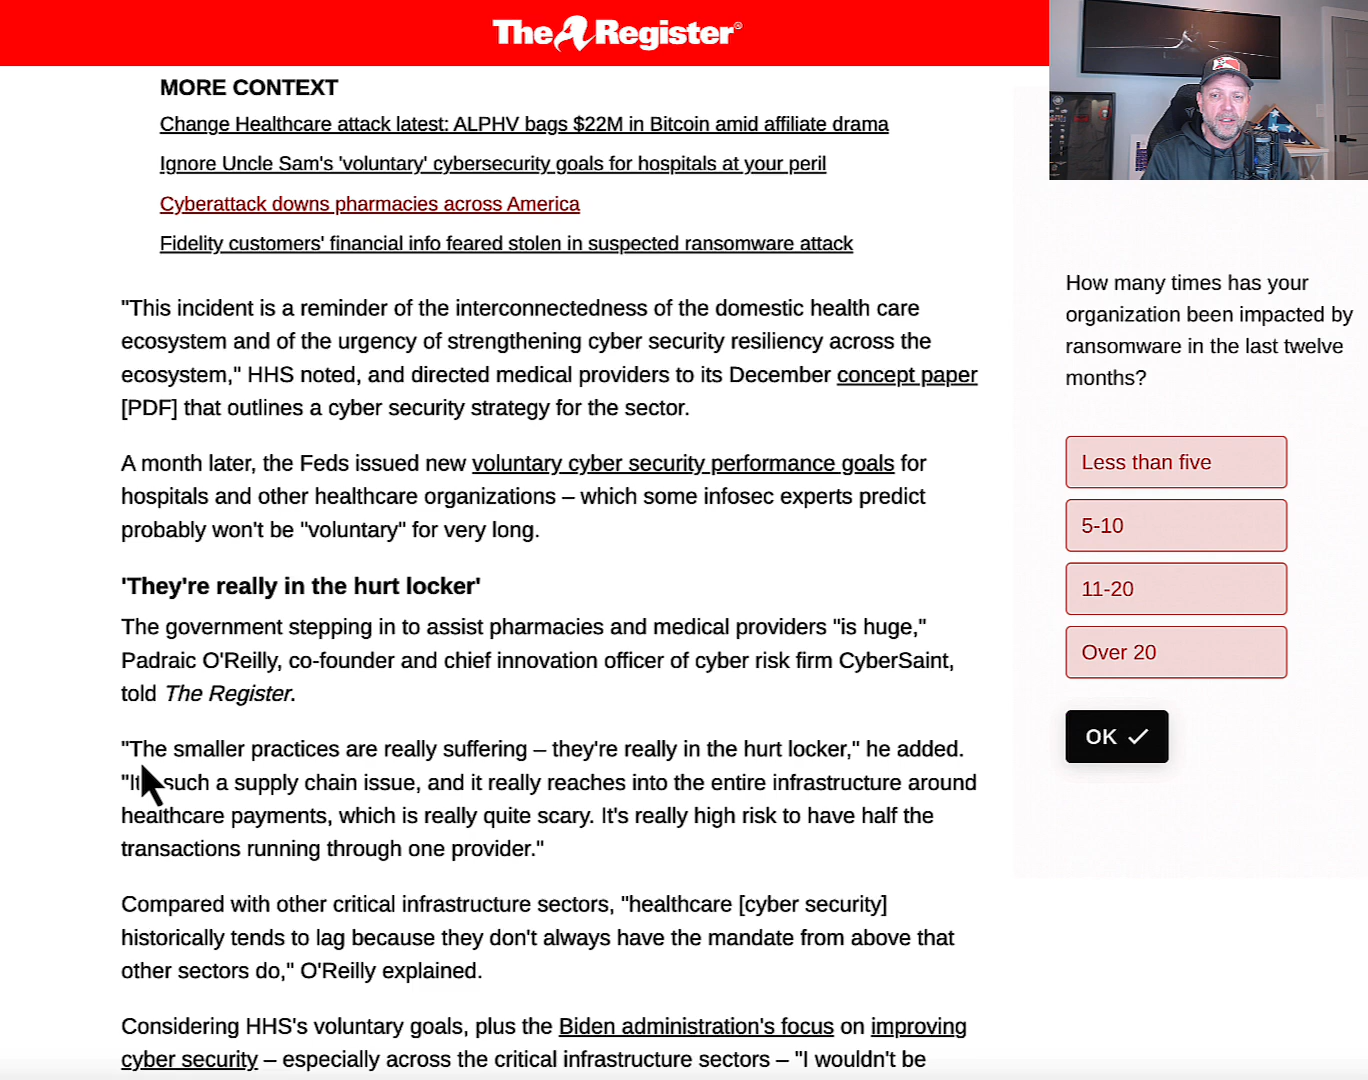 The Register®
MORE CONTEXT
Change Healthcare attack latest: ALPHV bags $22M in Bitcoin amid affiliate drama
Ignore Uncle Sam's 'voluntary' cybersecurity goals for hospitals at your peril
Cyberattack downs pharmacies across America
Fidelity customers' financial info feared stolen in suspected ransomware attack
"This incident is a reminder of the interconnectedness of the domestic health care
ecosystem and of the urgency of strengthening cyber security resiliency across the
ecosystem," HHS noted, and directed medical providers to its December concept paper
[PDF] that outlines a cyber security strategy for the sector.
A month later, the Feds issued new voluntary cyber security performance goals for
hospitals and other healthcare organizations – which some infosec experts predict
probably won't be "voluntary" for very long.
'They're really in the hurt locker'
The government stepping in to assist pharmacies and medical providers "is huge,"
Padraic O'Reilly, co-founder and chief innovation officer of cyber risk firm CyberSaint,
told The Register.
"The smaller practices are really suffering – they're really in the hurt locker," he added.
such a supply chain issue, and it really reaches into the entire infrastructure around
healthcare payments, which is really quite scary. It's really high risk to have half the
transactions running through one provider."
Compared with other critical infrastructure sectors, "healthcare [cyber security]
historically tends to lag because they don't always have the mandate from above that
other sectors do," O'Reilly explained.
Considering HHS's voluntary goals, plus the Biden administration's focus on improving
cyber security – especially across the critical infrastructure sectors – "I wouldn't be
How many times has your
organization been impacted by
ransomware in the last twelve
months?
Less than five
5-10
11-20
Over 20
OK